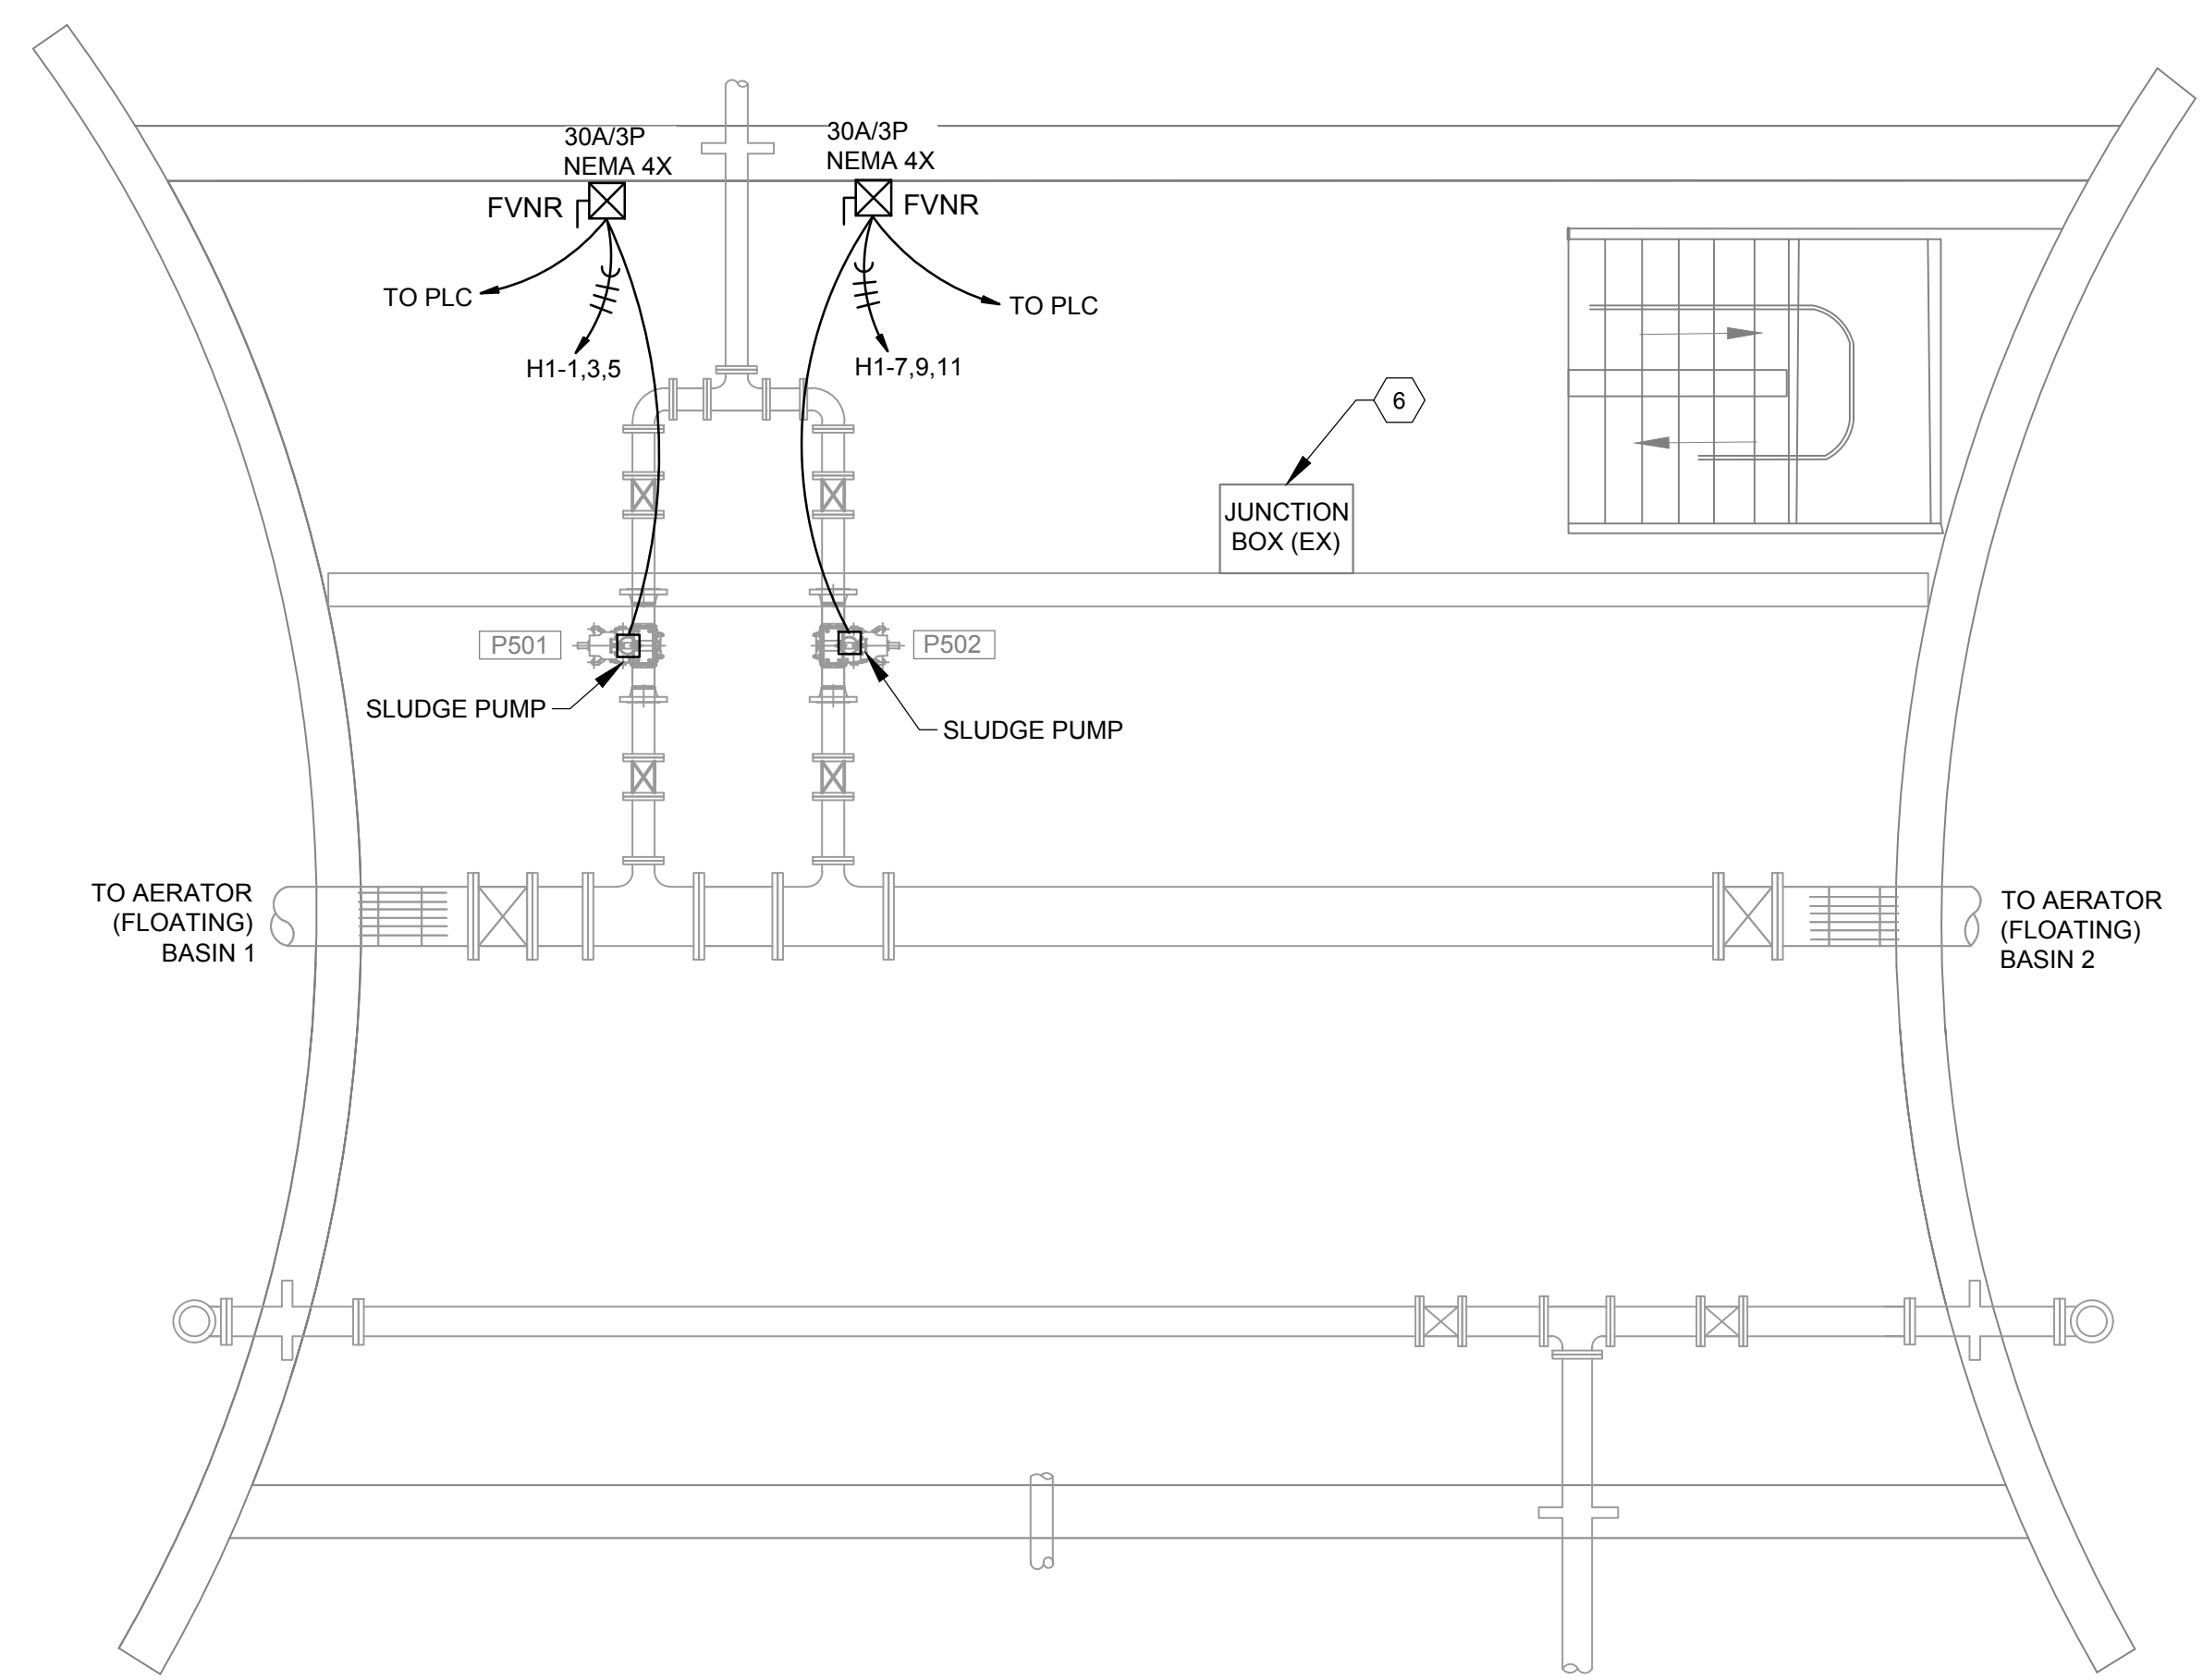 30A/3P
NEMA 4X
FVNR
30A/3P
NEMA 4X
FVNR
TO PLC
H1-1,3,5
TO PLC
H1-7,9,11
6
JUNCTION
BOX (EX)
P501
P502
SLUDGE PUMP
SLUDGE PUMP
TO AERATOR
(FLOATING)
BASIN 1
TO AERATOR
(FLOATING)
BASIN 2